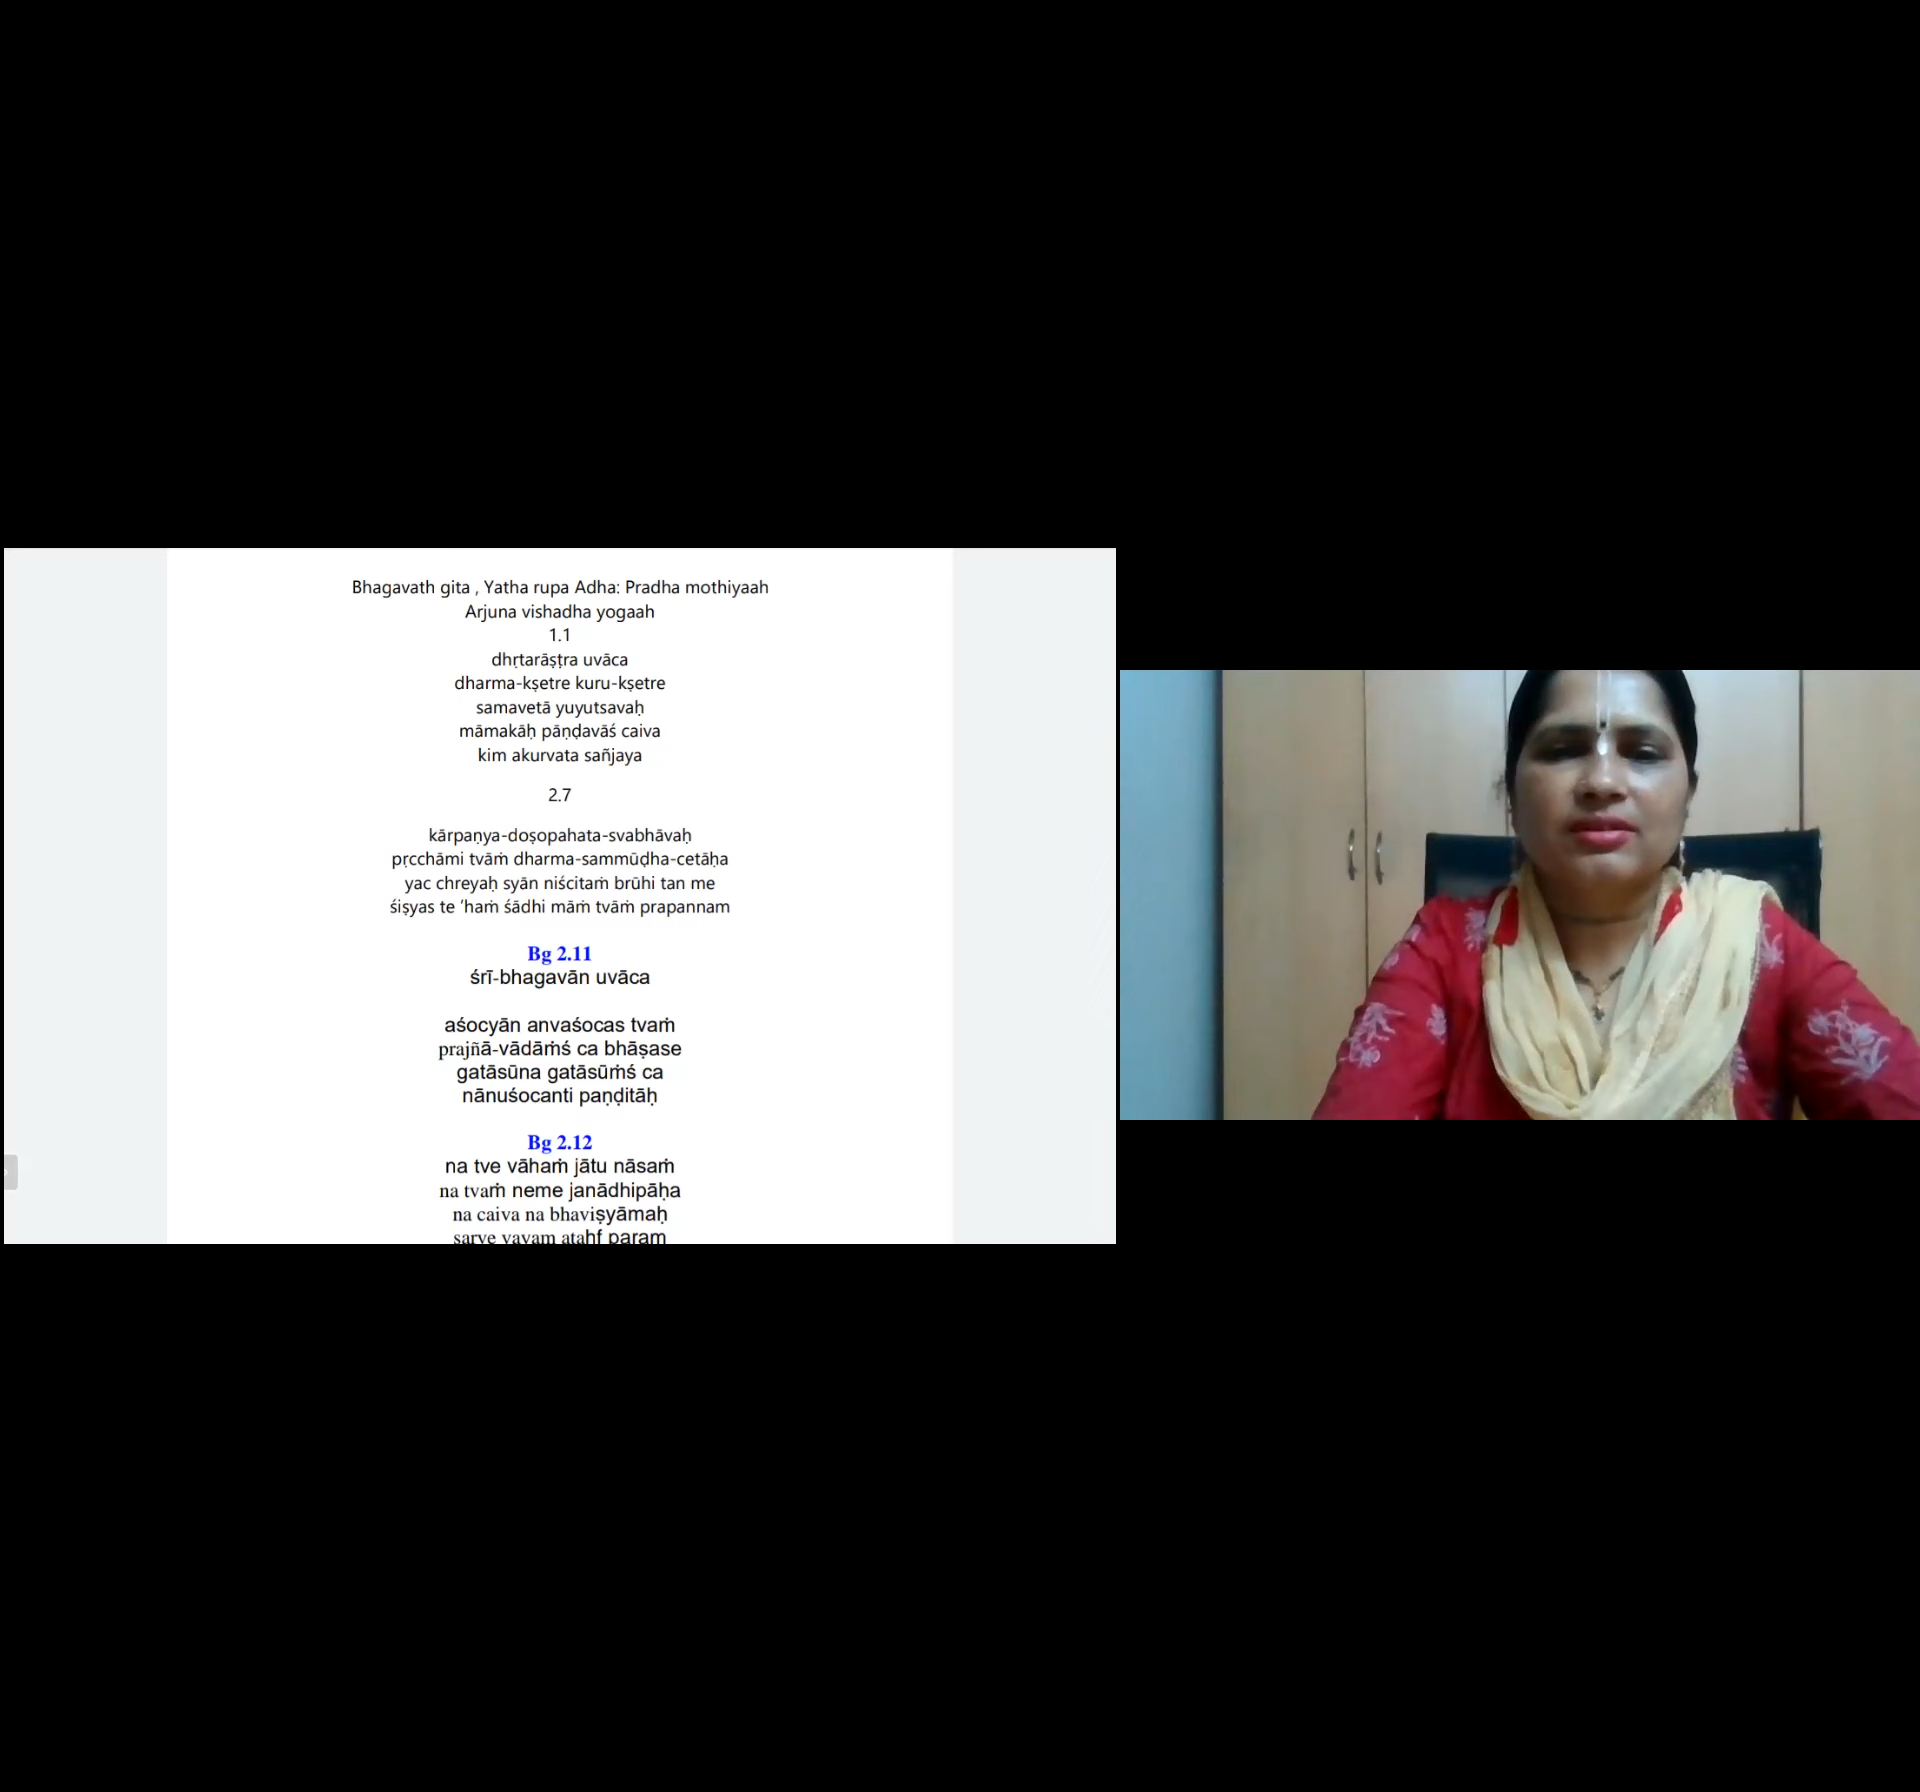 Bhagavath gita , Yatha rupa Adha: Pradha mothiyaah
Arjuna vishadha yogaah
1.1
dhṛtarāṣṭra uvāca
dharma-kṣetre kuru-kṣetre
samavetā yuyutsavaḥ
māmakāḥ pāṇḍavāś caiva
kim akurvata sañjaya
2.7
kārpaṇya-doṣopahata-svabhāvaḥ
pṛcchāmi tvāṁ dharma-sammūḍha-cetāḥa
yac chreyaḥ syān niścitaṁ brūhi tan me
śiṣyas te 'haṁ śādhi māṁ tvāṁ prapannam
Bg 2.11
śrī-bhagavān uvāca
aśocyān anvaśocas tvaṁ
prajñā-vādāṁś ca bhāṣase
gatāsūna gatāsūṁś ca
nānuśocanti paṇḍitāḥ
Bg 2.12
na tve vāhaṁ jātu nāsaṁ
na tvaṁ neme janādhipāḥa
na caiva na bhaviṣyāmaḥ
sarve vayam ataḥf param